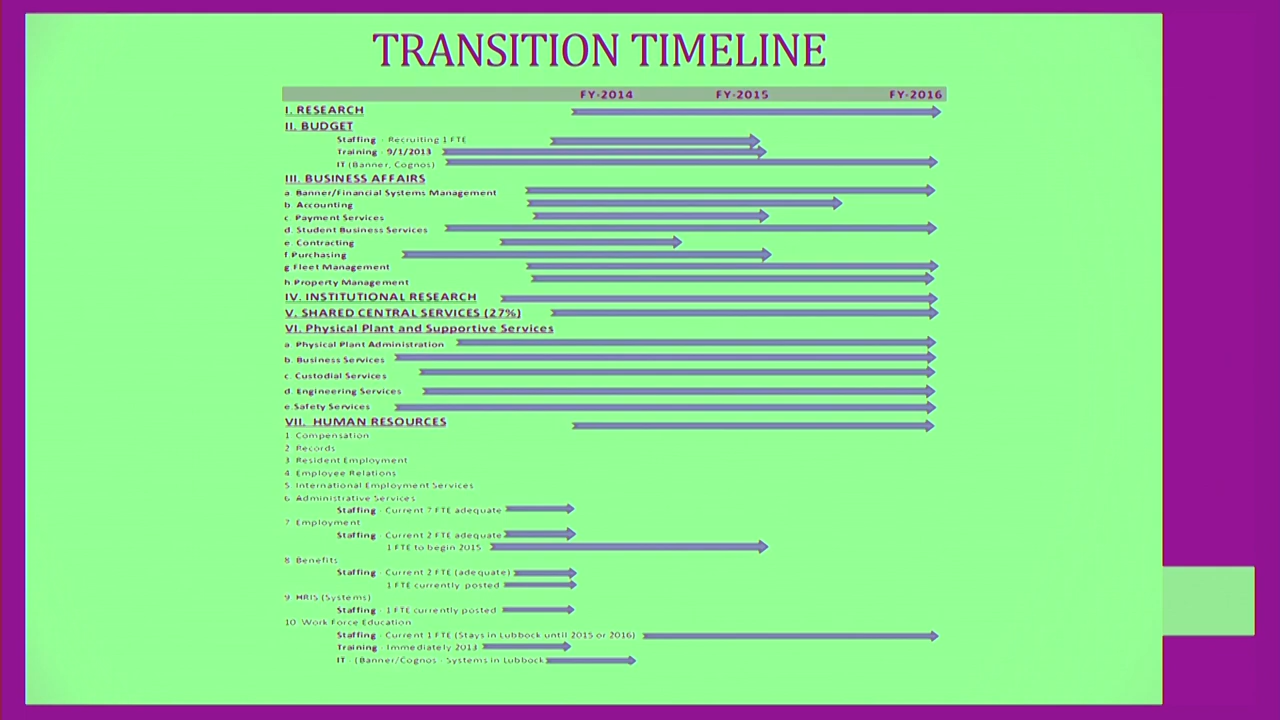 TRANSITION TIMELINE
FY-2014 FY-2015 FY-2016
I. RESEARCH
II. BUDGET
Staffing - Recruiting 1 FTE
Training - 9/1/2013
IT (Banner, Cognos)
III. BUSINESS AFFAIRS
a. Banner/Financial Systems Management
b. Accounting
c. Payment Services
d. Student Business Services
e. Contracting
f. Purchasing
g Fleet Management
h. Property Management
IV. INSTITUTIONAL RESEARCH
V. SHARED CENTRAL SERVICES (27%)
VI. Physical Plant and Supportive Services
a. Physical Plant Administration
b. Business Services
c. Custodial Services
d. Engineering Services
e. Safety Services
VII. HUMAN RESOURCES
1 Compensation
2 Records
3 Resident Employment
4 Employee Relations
5 International Employment Services
6 Administrative Services
Staffing - Current FTE adequate
7 Employment
Staffing - Current 2 FTE adequate
1 FTE to begin 2015
8 Benefits
Staffing - Current 2 FTE (adequate)
1 FTE currently posted
9 HRIS (Systems)
Staffing - 1 FTE currently posted
10 Work Force Education
Staffing - Current 1 FTE (Stays in Lubbock until 2015 or 2016)
Training - Immediately 2013
IT - (Banner/Cognos - Systems in Lubbock